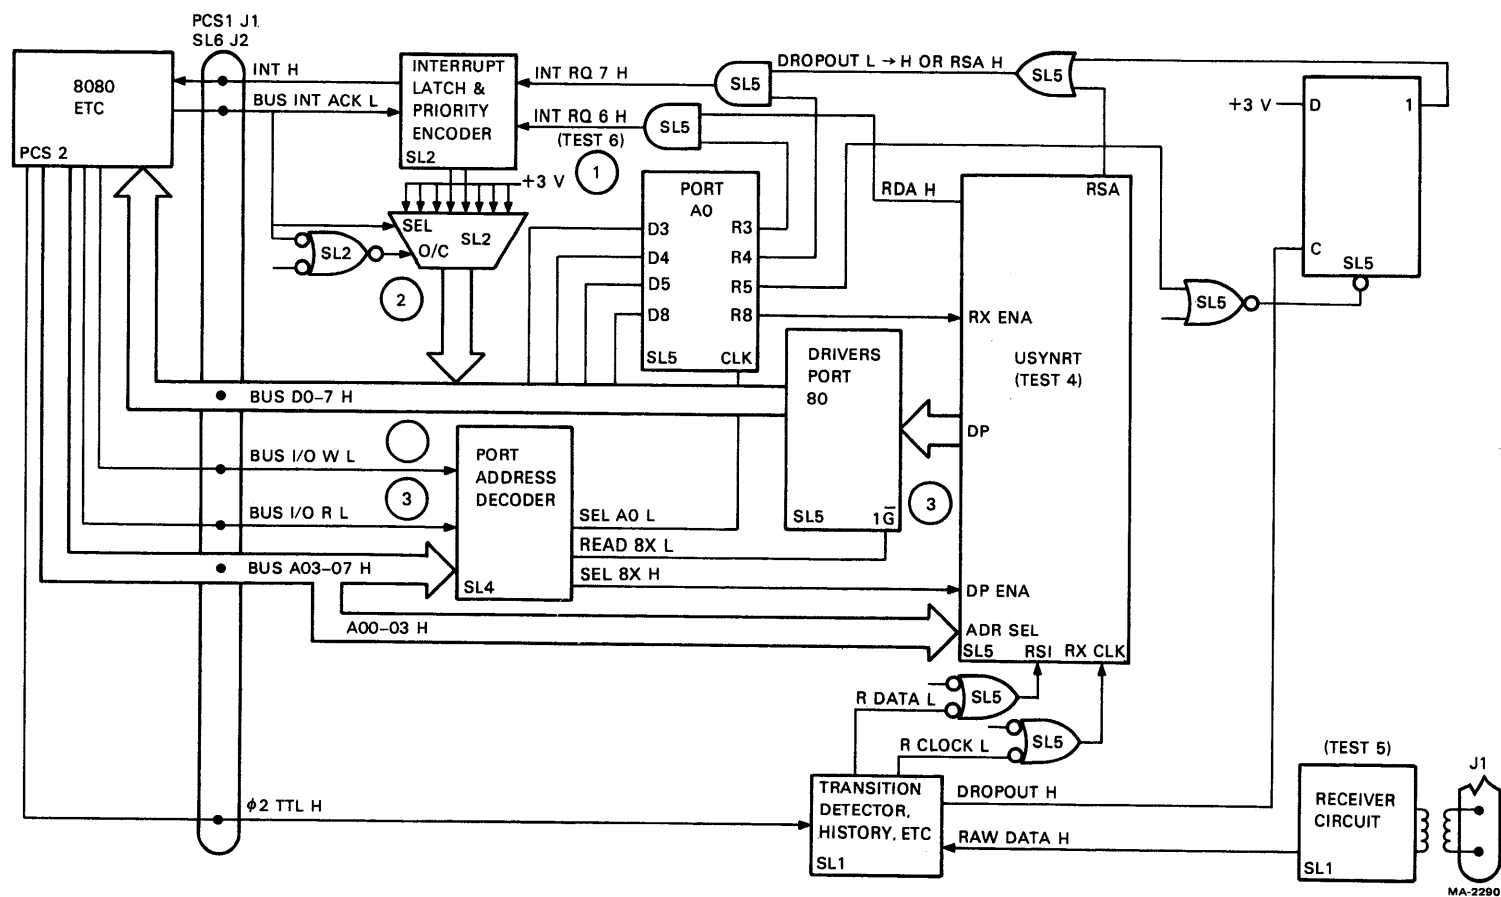 PCS1 J1
SL6 J2
8080
ETC
PCS 2
INT H
BUS INT ACK L
INTERRUPT
LATCH &
PRIORITY
ENCODER
SL2
INT RQ 7 H
INT RQ 6 H
(TEST 6)
SL5
SL5
DROPOUT L → H OR RSA H
SL5
+3 V
D
1
C
SL5
+3 V
1
SEL
SL2
O/C
SL2
2
PORT
A0
D3
D4
D5
D8
R3
R4
R5
R8
SL5
CLK
RDA H
RSA
RX ENA
USYNRT
(TEST 4)
DP
DP ENA
ADR SEL
SL5
RSI
RX CLK
SL5
DRIVERS
PORT
80
SL5
1G̅
3
BUS D0-7 H
BUS I/O W L
BUS I/O R L
BUS A03-07 H
A00-03 H
3
PORT
ADDRESS
DECODER
SL4
SEL A0 L
READ 8X L
SEL 8X H
R DATA L
SL5
R CLOCK L
SL5
φ2 TTL H
TRANSITION
DETECTOR,
HISTORY, ETC
SL1
DROPOUT H
RAW DATA H
(TEST 5)
RECEIVER
CIRCUIT
SL1
J1
MA-2290